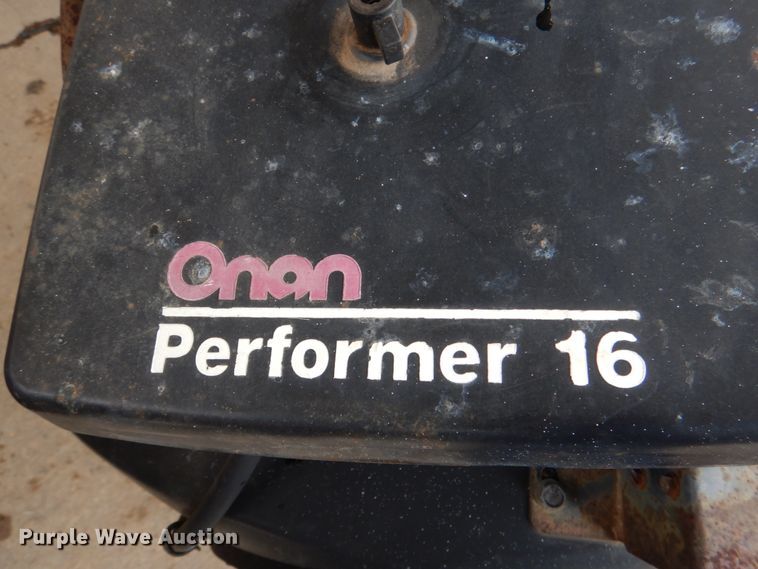 Onan
Performer 16
Purple Wave Auction